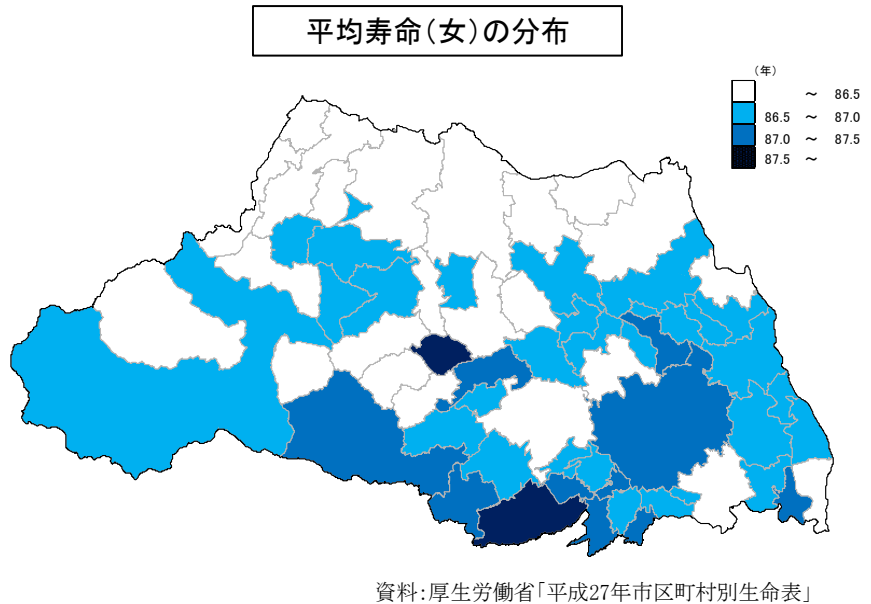 平均寿命（女）の分布
（年）
～ 86.5
86.5 ～ 87.0
87.0 ～ 87.5
87.5 ～
資料：厚生労働省「平成27年市区町村別生命表」